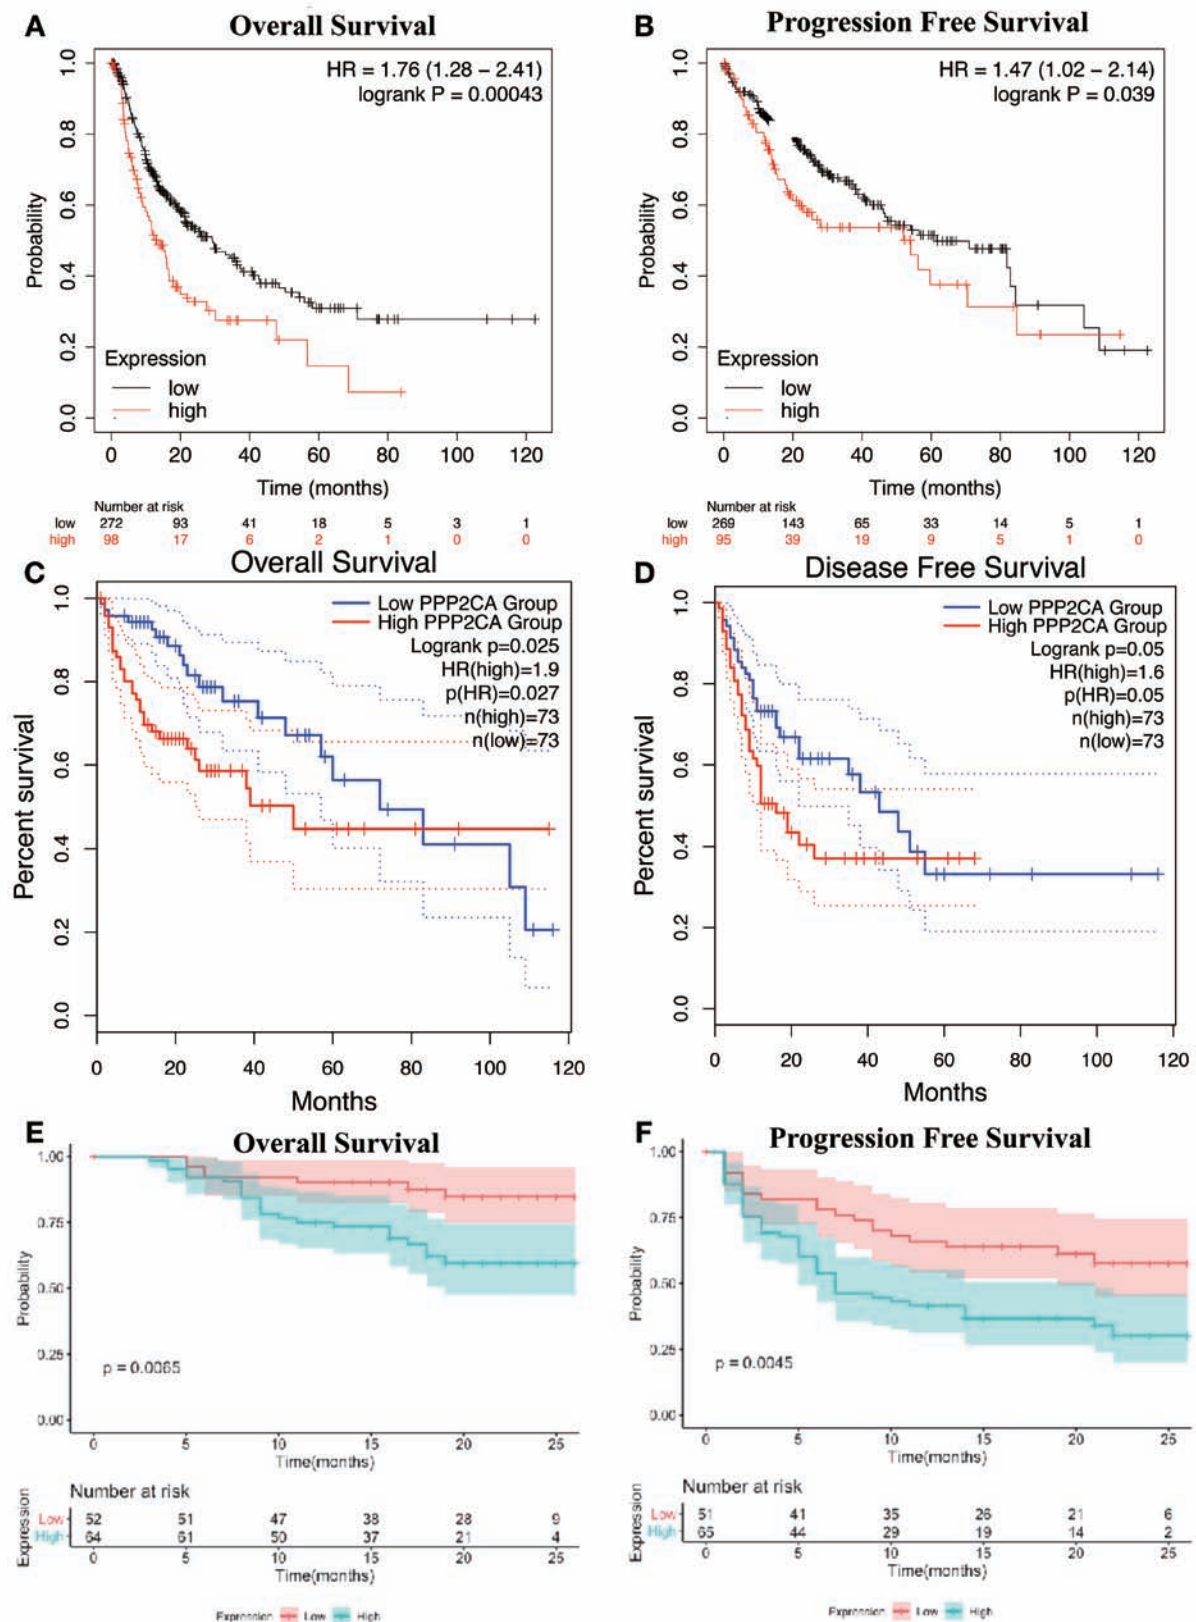 A
Overall Survival
HR = 1.76 (1.28 − 2.41)
logrank P = 0.00043
Probability
1.0
0.8
0.6
0.4
0.2
0.0
Expression
low
high
0 20 40 60 80 100 120
Time (months)
Number at risk
low 272 93 41 18 5 3 1
high 98 17 6 2 1 0 0
B
Progression Free Survival
HR = 1.47 (1.02 − 2.14)
logrank P = 0.039
Probability
1.0
0.8
0.6
0.4
0.2
0.0
Expression
low
high
0 20 40 60 80 100 120
Time (months)
Number at risk
low 269 143 65 33 14 5 1
high 95 39 19 9 5 1 0
C
Overall Survival
Low PPP2CA Group
High PPP2CA Group
Logrank p=0.025
HR(high)=1.9
p(HR)=0.027
n(high)=73
n(low)=73
Percent survival
1.0
0.8
0.6
0.4
0.2
0.0
0 20 40 60 80 100 120
Months
D
Disease Free Survival
Low PPP2CA Group
High PPP2CA Group
Logrank p=0.05
HR(high)=1.6
p(HR)=0.05
n(high)=73
n(low)=73
Percent survival
1.0
0.8
0.6
0.4
0.2
0.0
0 20 40 60 80 100 120
Months
E
Overall Survival
Probability
1.00
0.75
0.50
0.25
0.00
p = 0.0065
0 5 10 15 20 25
Time(months)
Number at risk
Expression
Low 52 51 47 38 28 9
High 64 61 50 37 21 4
0 5 10 15 20 25
Time(months)
Expression Low High
F
Progression Free Survival
Probability
1.00
0.75
0.50
0.25
0.00
p = 0.0045
0 5 10 15 20 25
Time(months)
Number at risk
Expression
Low 51 41 35 26 21 6
High 65 44 29 19 14 2
0 5 10 15 20 25
Time(months)
Expression Low High